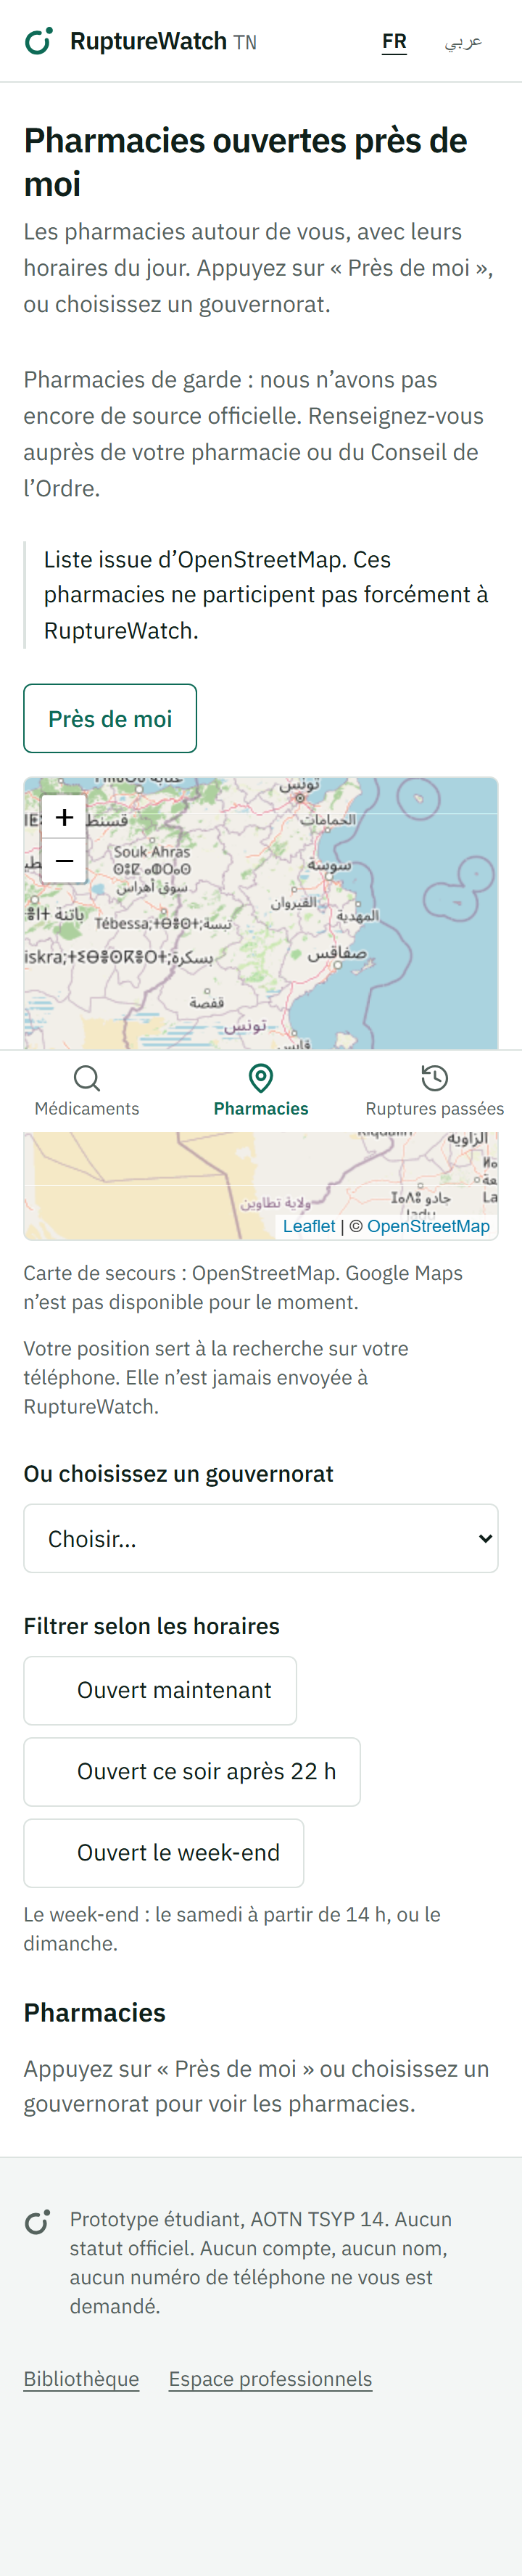 RuptureWatch TN
FR
عربي
Pharmacies ouvertes près de
moi
Les pharmacies autour de vous, avec leurs
horaires du jour. Appuyez sur « Près de moi »,
ou choisissez un gouvernorat.
Pharmacies de garde : nous n’avons pas
encore de source officielle. Renseignez-vous
auprès de votre pharmacie ou du Conseil de
l’Ordre.
Liste issue d’OpenStreetMap. Ces
pharmacies ne participent pas forcément à
RuptureWatch.
Près de moi
+
−
تونس
الحمامات
Souk Ahras
سوق أهراس
سوسة
القيروان
المهدية
صفاقس
قفصة
تونس
Médicaments
Pharmacies
Ruptures passées
الزاوية
ولاية تطاوين
جادو
Leaflet | © OpenStreetMap
Carte de secours : OpenStreetMap. Google Maps
n’est pas disponible pour le moment.
Votre position sert à la recherche sur votre
téléphone. Elle n’est jamais envoyée à
RuptureWatch.
Ou choisissez un gouvernorat
Choisir...
Filtrer selon les horaires
Ouvert maintenant
Ouvert ce soir après 22 h
Ouvert le week-end
Le week-end : le samedi à partir de 14 h, ou le
dimanche.
Pharmacies
Appuyez sur « Près de moi » ou choisissez un
gouvernorat pour voir les pharmacies.
Prototype étudiant, AOTN TSYP 14. Aucun
statut officiel. Aucun compte, aucun nom,
aucun numéro de téléphone ne vous est
demandé.
Bibliothèque
Espace professionnels